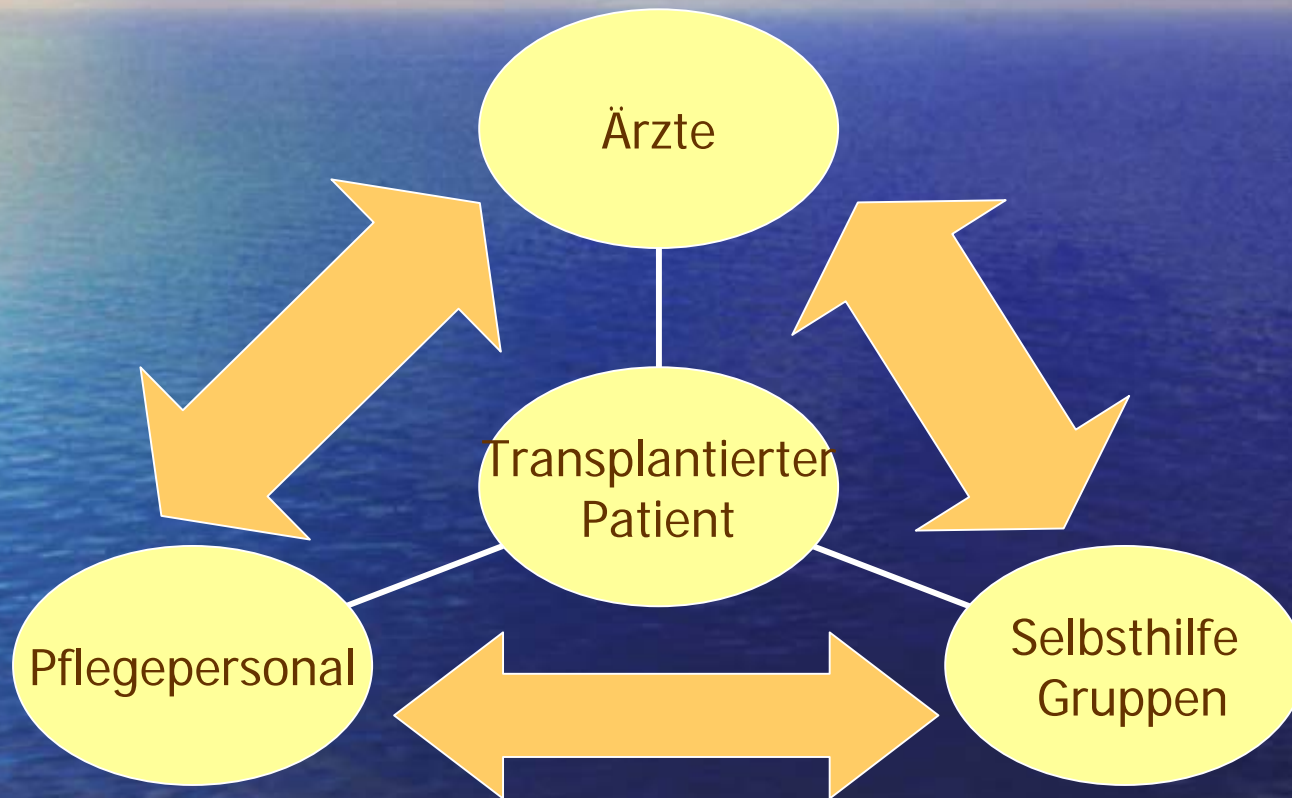 Ärzte
Transplantierter
Patient
Pflegepersonal
Selbsthilfe
Gruppen